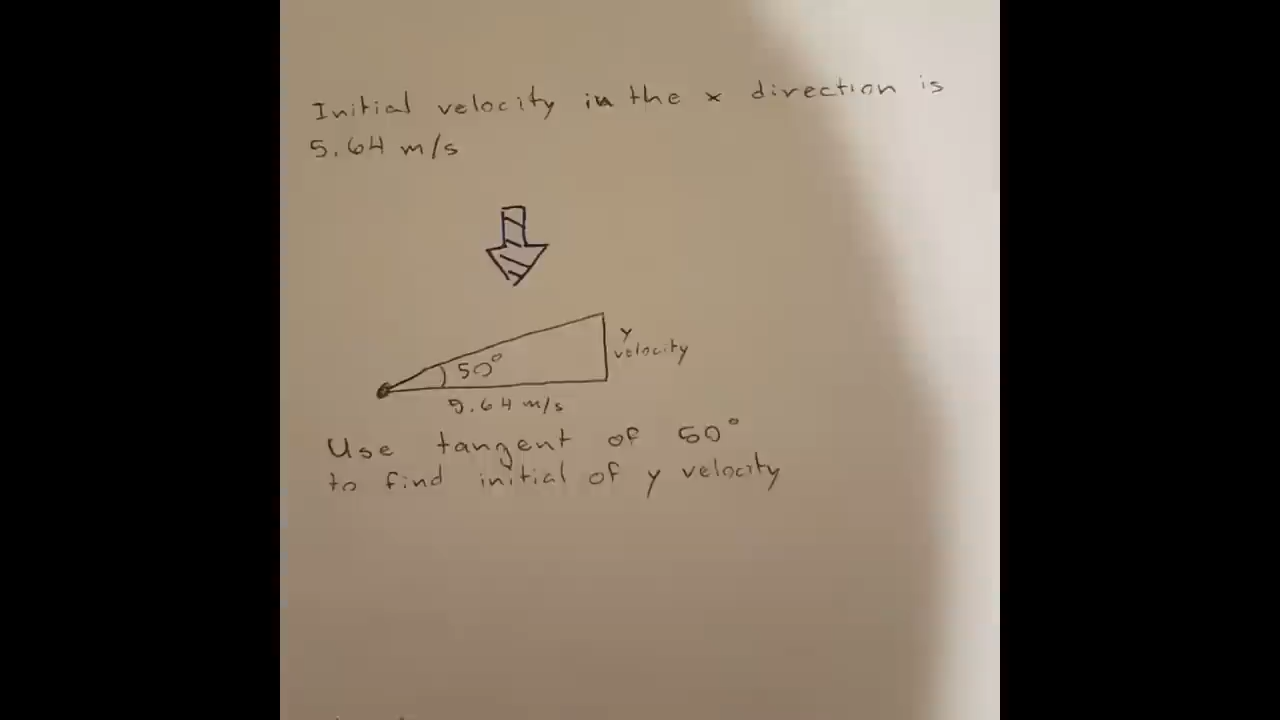 Initial velocity in the x direction is
5.64 m/s
y
velocity
50°
5.64 m/s
Use tangent of 50°
to find initial of y velocity